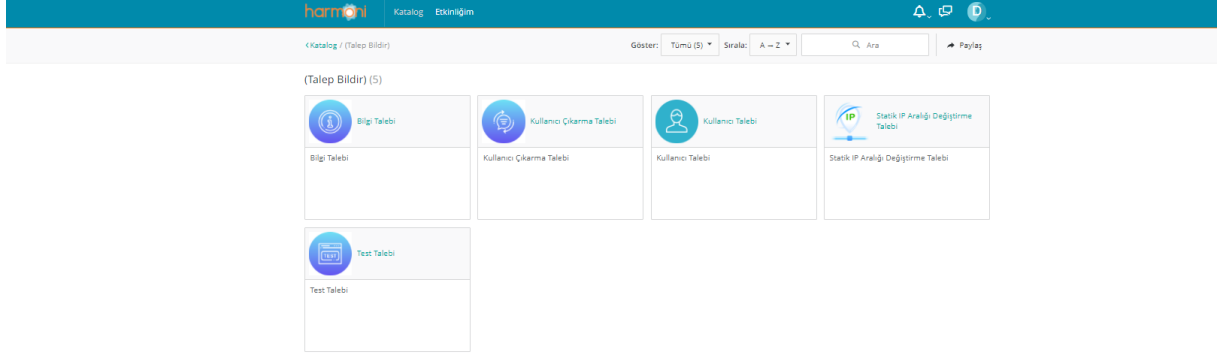 harmoni Katalog Etkinliğim D
‹Katalog / (Talep Bildir) Göster: Tümü (5) Sırala: A → Z Ara Paylaş
(Talep Bildir) (5)
Bilgi Talebi
Bilgi Talebi
Kullanıcı Çıkarma Talebi
Kullanıcı Çıkarma Talebi
Kullanıcı Talebi
Kullanıcı Talebi
IP
Statik IP Aralığı Değiştirme
Talebi
Statik IP Aralığı Değiştirme Talebi
TEST
Test Talebi
Test Talebi